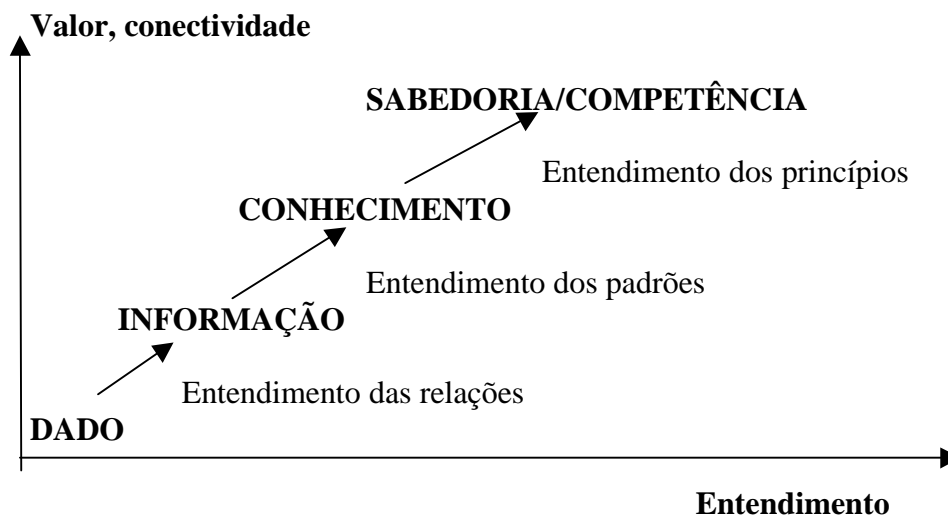 Valor, conectividade
SABEDORIA/COMPETÊNCIA
Entendimento dos princípios
CONHECIMENTO
Entendimento dos padrões
INFORMAÇÃO
Entendimento das relações
DADO
Entendimento